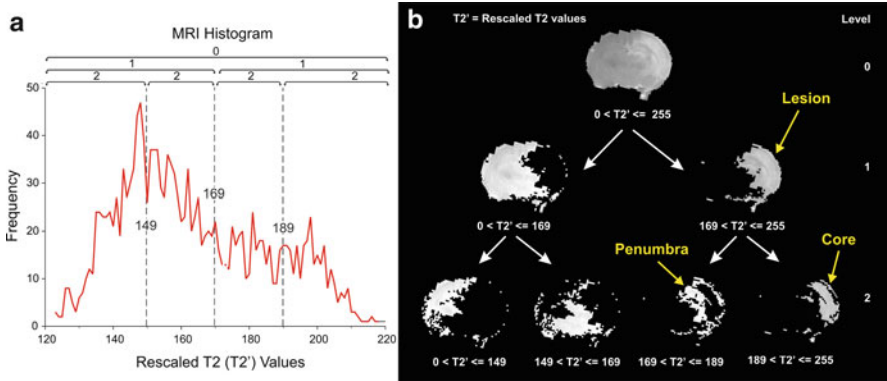 a
MRI Histogram
0
1 1
2 2 2 2
50
40
30
20
10
0
Frequency
149
169
189
120 140 160 180 200 220
Rescaled T2 (T2') Values
b
T2' = Rescaled T2 values
Level
0
0 < T2' <= 255
Lesion
1
0 < T2' <= 169
169 < T2' <= 255
Penumbra
Core
2
0 < T2' <= 149
149 < T2' <= 169
169 < T2' <= 189
189 < T2' <= 255